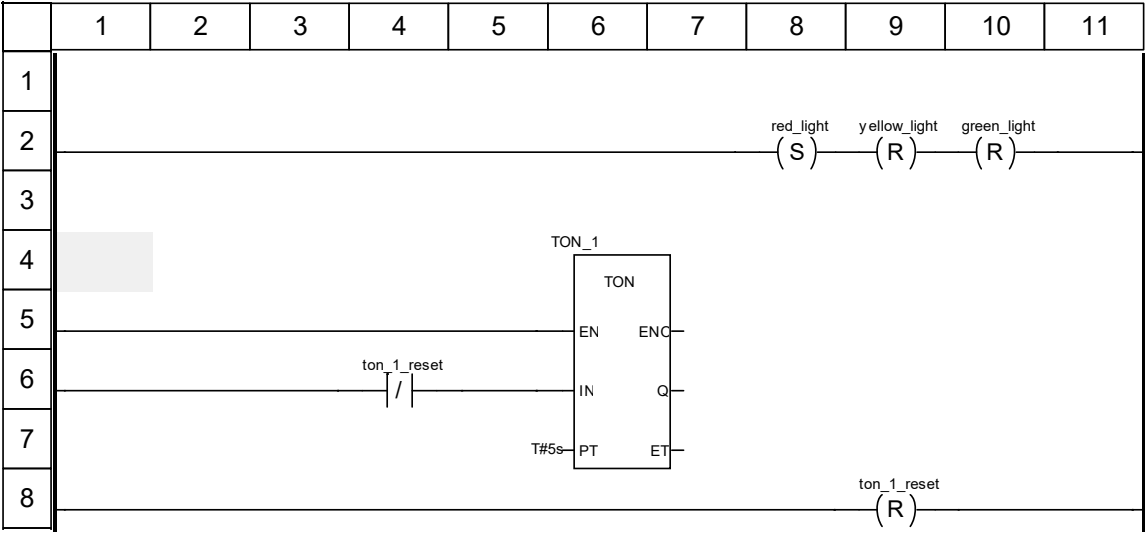 1 2 3 4 5 6 7 8 9 10 11
1
red_light yellow_light green_light
2 S R R
3
TON_1
4 TON
5 EN ENO
ton_1_reset
6 / IN Q
7 T#5s PT ET
ton_1_reset
8 R